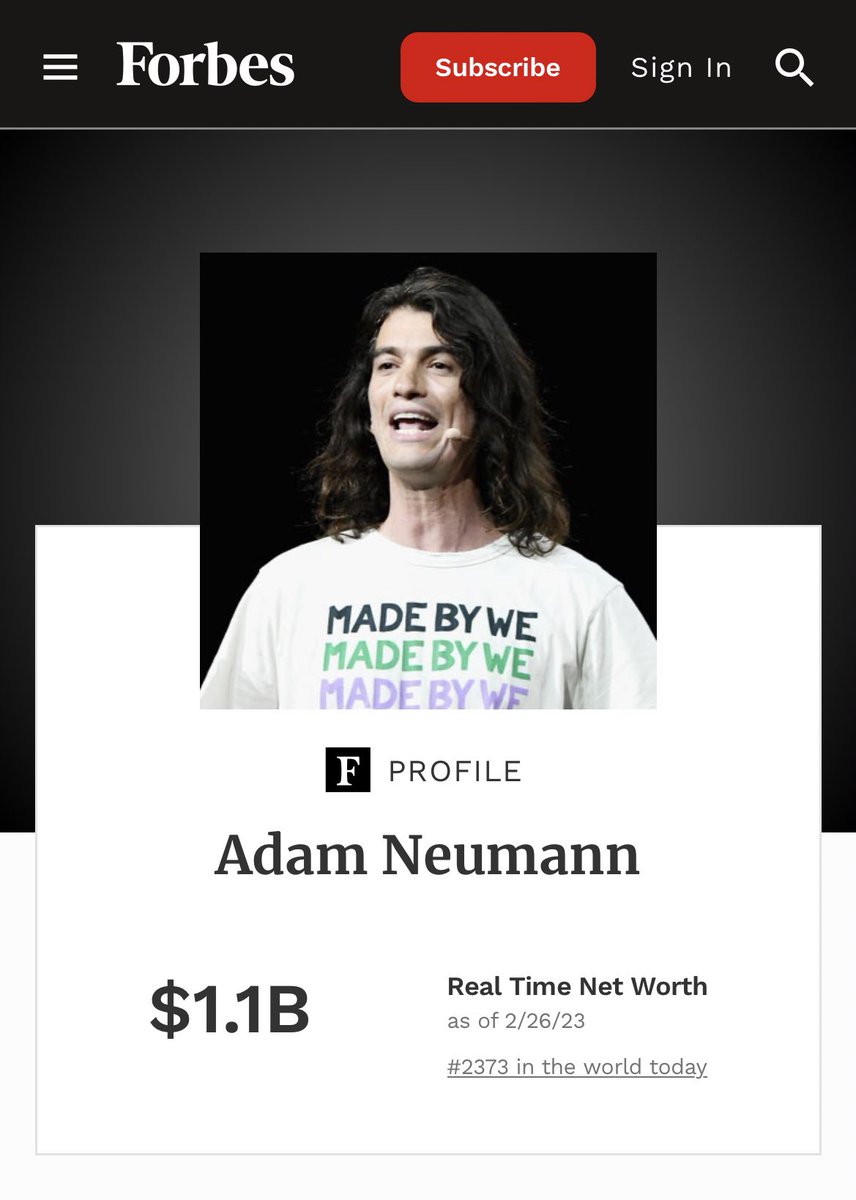 Forbes
Subscribe
Sign In
MADE BY WE
MADE BY WE
MADE BY WE
F PROFILE
Adam Neumann
$1.1B
Real Time Net Worth
as of 2/26/23
#2373 in the world today